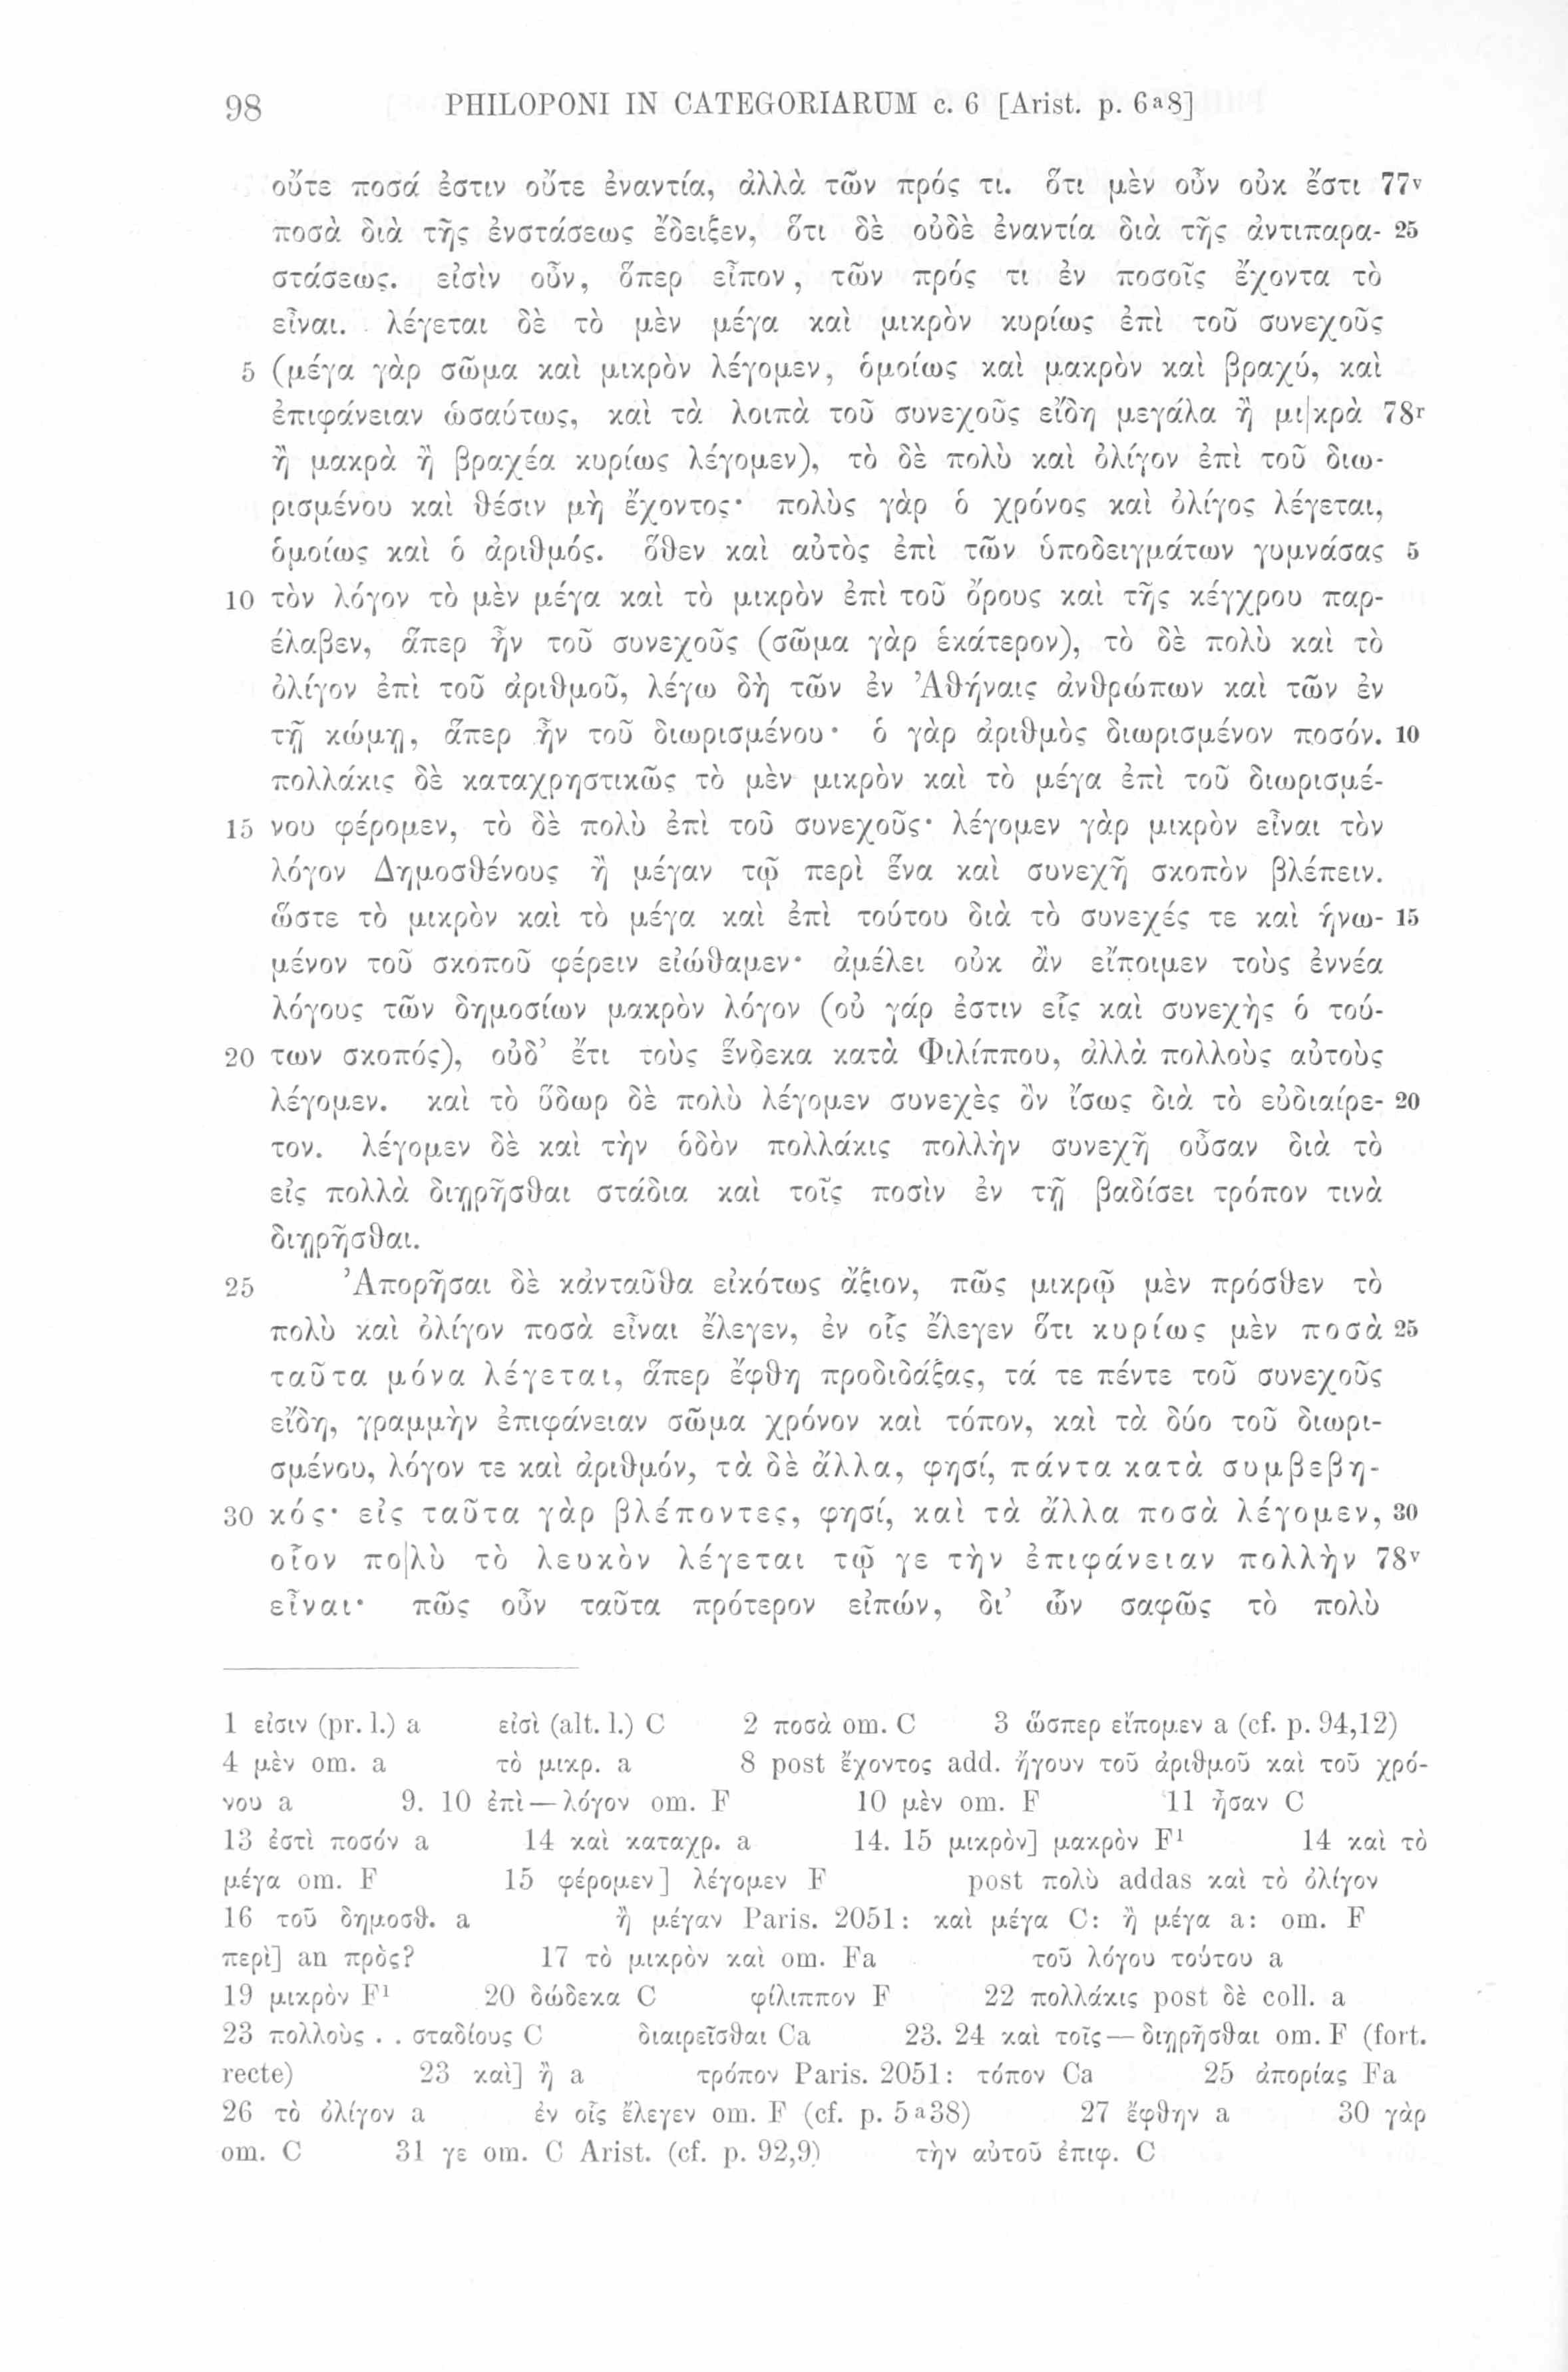 98 PHILOPONI IN CATEGORIARUM c. 6 [Arist. p. 6ᵃ8]
οὔτε ποσά ἐστιν οὔτε ἐναντία, ἀλλὰ τῶν πρός τι. ὅτι μὲν οὖν οὐκ ἔστι 77ᵛ
ποσὰ διὰ τῆς ἐνστάσεως ἔδειξεν, ὅτι δὲ οὐδὲ ἐναντία διὰ τῆς ἀντιπαρα- 25
στάσεως. εἰσὶν οὖν, ὅπερ εἶπον, τῶν πρός τι ἐν ποσοῖς ἔχοντα τὸ
εἶναι. λέγεται δὲ τὸ μὲν μέγα καὶ μικρὸν κυρίως ἐπὶ τοῦ συνεχοῦς
5 (μέγα γὰρ σῶμα καὶ μικρὸν λέγομεν, ὁμοίως καὶ μακρὸν καὶ βραχύ, καὶ
ἐπιφάνειαν ὡσαύτως, καὶ τὰ λοιπὰ τοῦ συνεχοῦς εἴδη μεγάλα ἢ μι|κρὰ 78ʳ
ἢ μακρὰ ἢ βραχέα κυρίως λέγομεν), τὸ δὲ πολὺ καὶ ὀλίγον ἐπὶ τοῦ διω-
ρισμένου καὶ θέσιν μὴ ἔχοντος· πολὺς γὰρ ὁ χρόνος καὶ ὀλίγος λέγεται,
ὁμοίως καὶ ὁ ἀριθμός. ὅθεν καὶ αὐτὸς ἐπὶ τῶν ὑποδειγμάτων γυμνάσας 5
10 τὸν λόγον τὸ μὲν μέγα καὶ τὸ μικρὸν ἐπὶ τοῦ ὄρους καὶ τῆς κέγχρου παρ-
έλαβεν, ἅπερ ἦν τοῦ συνεχοῦς (σῶμα γὰρ ἑκάτερον), τὸ δὲ πολὺ καὶ τὸ
ὀλίγον ἐπὶ τοῦ ἀριθμοῦ, λέγω δὴ τῶν ἐν Ἀθήναις ἀνθρώπων καὶ τῶν ἐν
τῇ κώμῃ, ἅπερ ἦν τοῦ διωρισμένου· ὁ γὰρ ἀριθμὸς διωρισμένον ποσόν. 10
πολλάκις δὲ καταχρηστικῶς τὸ μὲν μικρὸν καὶ τὸ μέγα ἐπὶ τοῦ διωρισμέ-
15 νου φέρομεν, τὸ δὲ πολὺ ἐπὶ τοῦ συνεχοῦς· λέγομεν γὰρ μικρὸν εἶναι τὸν
λόγον Δημοσθένους ἢ μέγαν τῷ περὶ ἕνα καὶ συνεχῆ σκοπὸν βλέπειν.
ὥστε τὸ μικρὸν καὶ τὸ μέγα καὶ ἐπὶ τούτου διὰ τὸ συνεχές τε καὶ ἡνω- 15
μένον τοῦ σκοποῦ φέρειν εἰώθαμεν· ἀμέλει οὐκ ἂν εἴποιμεν τοὺς ἐννέα
λόγους τῶν δημοσίων μακρὸν λόγον (οὐ γάρ ἐστιν εἷς καὶ συνεχὴς ὁ τού-
20 των σκοπός), οὐδ’ ἔτι τοὺς ἕνδεκα κατὰ Φιλίππου, ἀλλὰ πολλοὺς αὐτοὺς
λέγομεν. καὶ τὸ ὕδωρ δὲ πολὺ λέγομεν συνεχὲς ὂν ἴσως διὰ τὸ εὐδιαίρε- 20
τον. λέγομεν δὲ καὶ τὴν ὁδὸν πολλάκις πολλὴν συνεχῆ οὖσαν διὰ τὸ
εἰς πολλὰ διῃρῆσθαι στάδια καὶ τοῖς ποσὶν ἐν τῇ βαδίσει τρόπον τινὰ
διῃρῆσθαι.
25 Ἀπορῆσαι δὲ κἀνταῦθα εἰκότως ἄξιον, πῶς μικρῷ μὲν πρόσθεν τὸ
πολὺ καὶ ὀλίγον ποσὰ εἶναι ἔλεγεν, ἐν οἷς ἔλεγεν ὅτι κυρίως μὲν ποσὰ 25
ταῦτα μόνα λέγεται, ἅπερ ἔφθη προδιδάξας, τά τε πέντε τοῦ συνεχοῦς
εἴδη, γραμμὴν ἐπιφάνειαν σῶμα χρόνον καὶ τόπον, καὶ τὰ δύο τοῦ διωρι-
σμένου, λόγον τε καὶ ἀριθμόν, τὰ δὲ ἄλλα, φησί, πάντα κατὰ συμβεβη-
30 κός· εἰς ταῦτα γὰρ βλέποντες, φησί, καὶ τὰ ἄλλα ποσὰ λέγομεν, 30
οἷον πο|λὺ τὸ λευκὸν λέγεται τῷ γε τὴν ἐπιφάνειαν πολλὴν 78ᵛ
εἶναι· πῶς οὖν ταῦτα πρότερον εἰπών, δι’ ὧν σαφῶς τὸ πολὺ
1 εἰσιν (pr. l.) a εἰσὶ (alt. l.) C 2 ποσὰ om. C 3 ὥσπερ εἴπομεν a (cf. p. 94,12)
4 μὲν om. a τὸ μικρ. a 8 post ἔχοντος add. ἤγουν τοῦ ἀριθμοῦ καὶ τοῦ χρό-
νου a 9. 10 ἐπὶ—λόγον om. F 10 μὲν om. F 11 ἦσαν C
13 ἐστὶ ποσόν a 14 καὶ καταχρ. a 14. 15 μικρὸν] μακρὸν F¹ 14 καὶ τὸ
μέγα om. F 15 φέρομεν] λέγομεν F post πολὺ addas καὶ τὸ ὀλίγον
16 τοῦ δημοσθ. a ἢ μέγαν Paris. 2051: καὶ μέγα C: ἢ μέγα a: om. F
περὶ] an πρὸς? 17 τὸ μικρὸν καὶ om. Fa τοῦ λόγου τούτου a
19 μικρὸν F¹ 20 δώδεκα C φίλιππον F 22 πολλάκις post δὲ coll. a
23 πολλοὺς . . σταδίους C διαιρεῖσθαι Ca 23. 24 καὶ τοῖς—διῃρῆσθαι om. F (fort.
recte) 23 καὶ] ἢ a τρόπον Paris. 2051: τόπον Ca 25 ἀπορίας Fa
26 τὸ ὀλίγον a ἐν οἷς ἔλεγεν om. F (cf. p. 5ᵃ38) 27 ἔφθην a 30 γὰρ
om. C 31 γε om. C Arist. (cf. p. 92,9) τὴν αὐτοῦ ἐπιφ. C